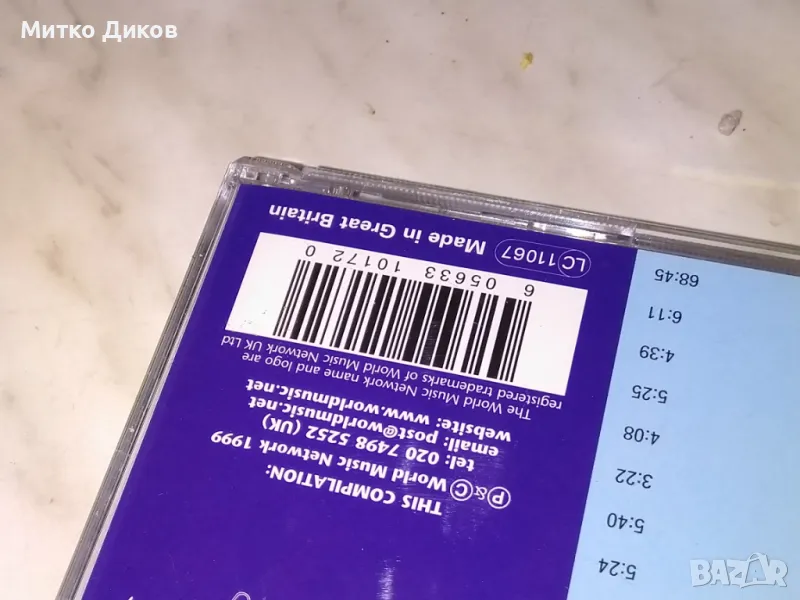 Митко Диков
THIS COMPILATION:
℗&© World Music Network 1999
tel: 020 7498 5252 (UK)
email: post@worldmusic.net
website: www.worldmusic.net
The World Music Network name and logo are
registered trademarks of World Music Network UK Ltd
6 05633 10172 0
LC 11067
Made in Great Britain
5:24
5:40
3:22
4:08
5:25
4:39
6:11
68:45
BAZAR